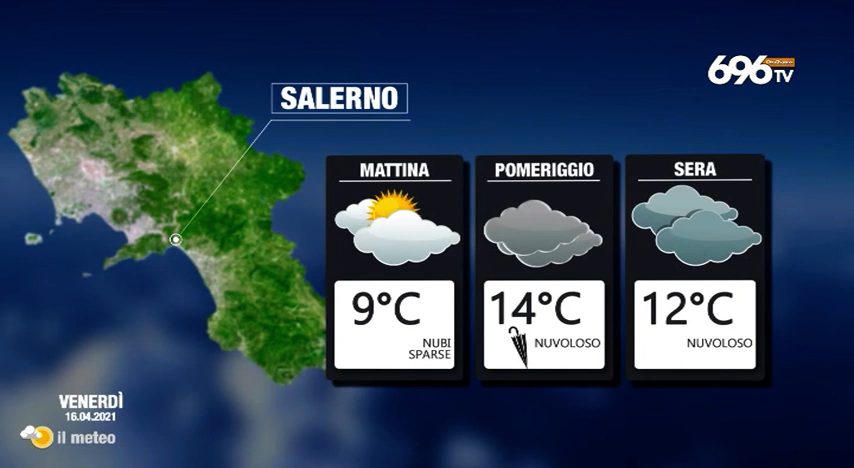 696
TV
SALERNO
MATTINA
POMERIGGIO
SERA
9°C
NUBI
SPARSE
14°C
NUVOLOSO
12°C
NUVOLOSO
VENERDÌ
16.04.2021
il meteo